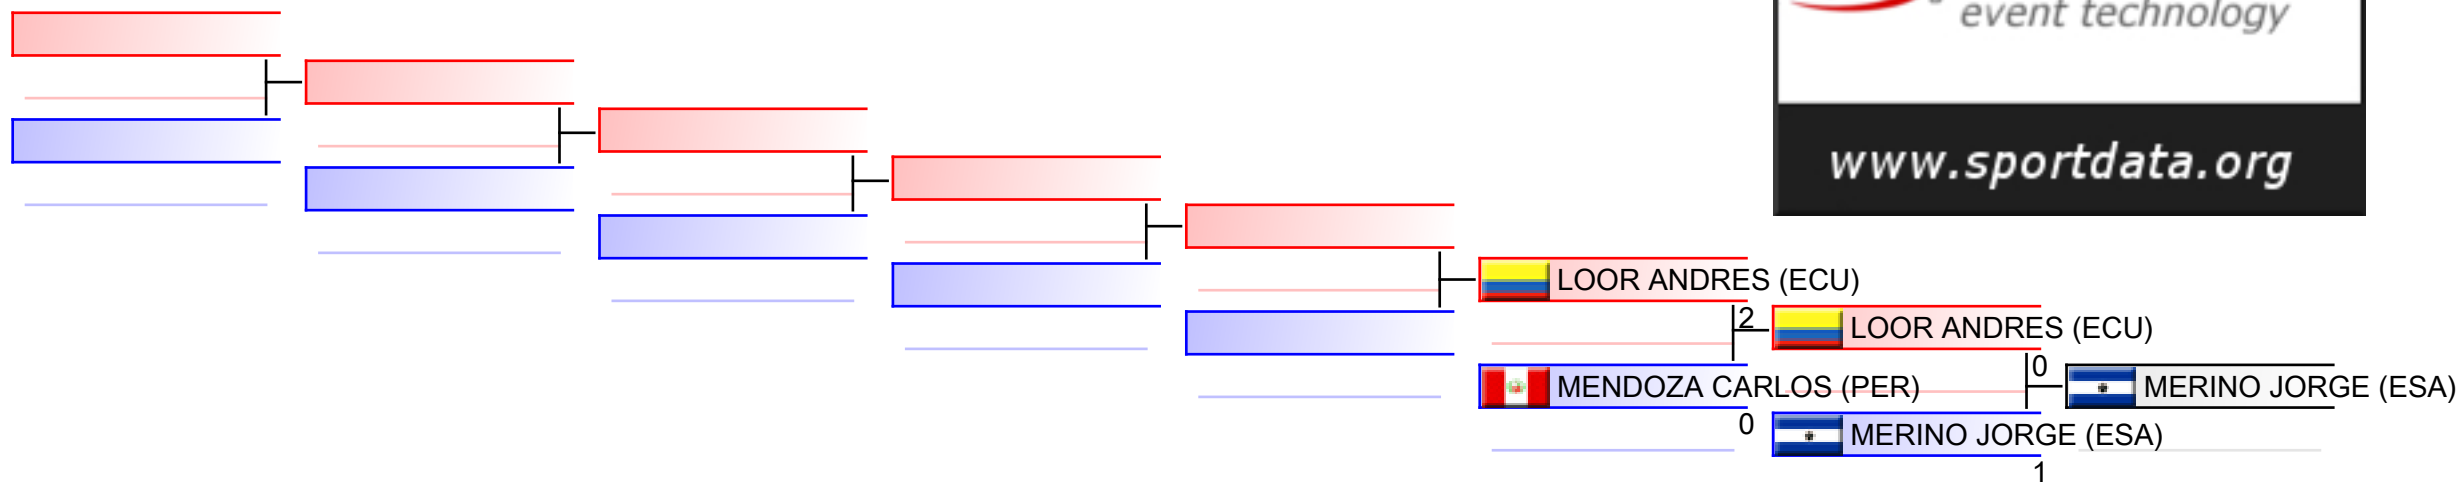 event technology
www.sportdata.org
LOOR ANDRES (ECU)
2
LOOR ANDRES (ECU)
0
MENDOZA CARLOS (PER)
MERINO JORGE (ESA)
0
MERINO JORGE (ESA)
1